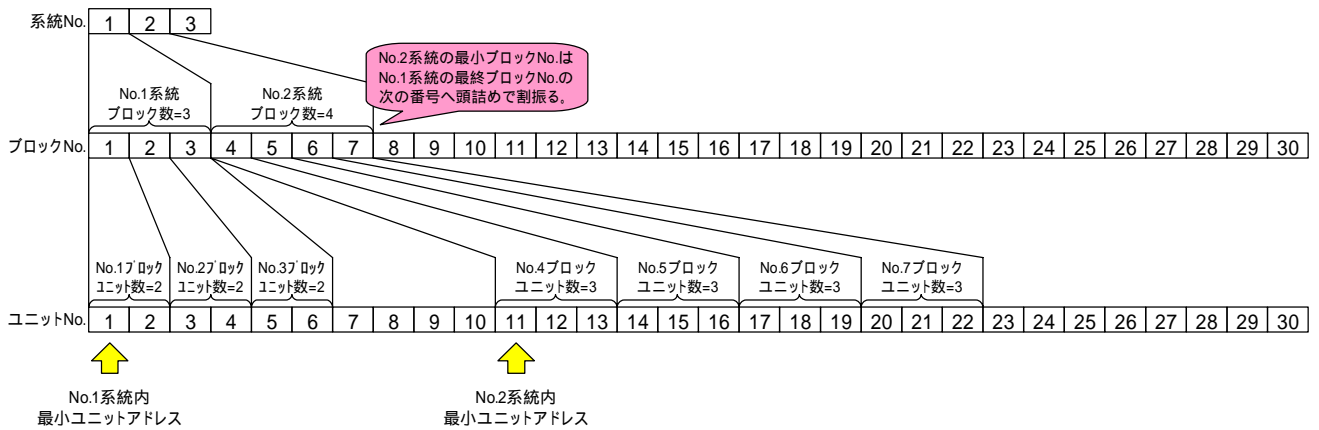 系統No. 1 2 3
No.2系統の最小ブロックNo.は
No.1系統の最終ブロックNo.の
次の番号へ頭詰めで割振る。
No.1系統
ブロック数=3
No.2系統
ブロック数=4
ブロックNo. 1 2 3 4 5 6 7 8 9 10 11 12 13 14 15 16 17 18 19 20 21 22 23 24 25 26 27 28 29 30
No.1ブロック
ユニット数=2
No.2ブロック
ユニット数=2
No.3ブロック
ユニット数=2
No.4ブロック
ユニット数=3
No.5ブロック
ユニット数=3
No.6ブロック
ユニット数=3
No.7ブロック
ユニット数=3
ユニットNo. 1 2 3 4 5 6 7 8 9 10 11 12 13 14 15 16 17 18 19 20 21 22 23 24 25 26 27 28 29 30
No.1系統内
最小ユニットアドレス
No.2系統内
最小ユニットアドレス